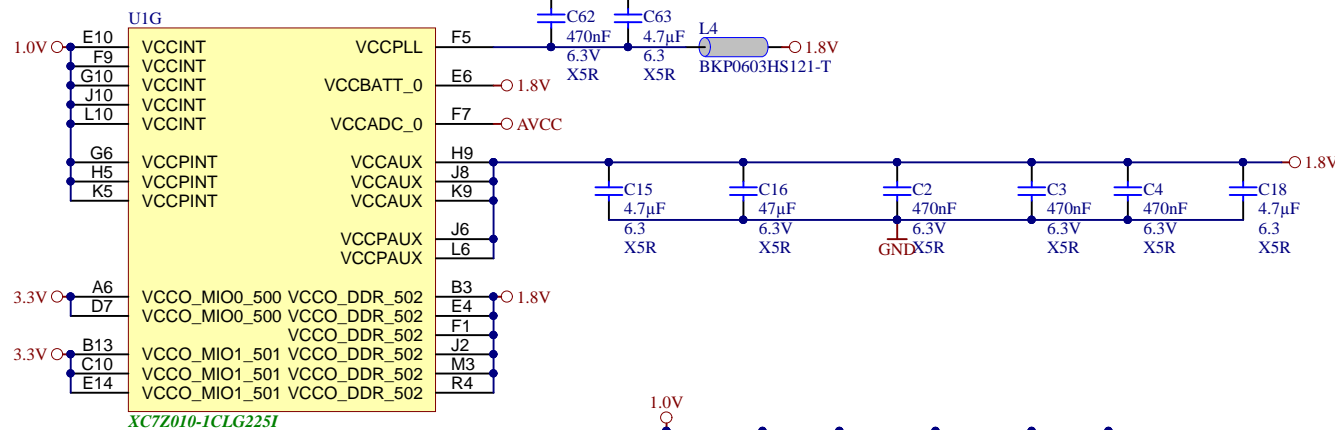 U1G
1.0V
E10 VCCINT
F9 VCCINT
G10 VCCINT
J10 VCCINT
L10 VCCINT
G6 VCCPINT
H5 VCCPINT
K5 VCCPINT
3.3V
A6 VCCO_MIO0_500
D7 VCCO_MIO0_500
3.3V
B13 VCCO_MIO1_501
C10 VCCO_MIO1_501
E14 VCCO_MIO1_501
VCCPLL F5
VCCBATT_0 E6 1.8V
VCCADC_0 F7 AVCC
VCCAUX H9
VCCAUX J8
VCCAUX K9
VCCPAUX J6
VCCPAUX L6
VCCO_DDR_502 B3 1.8V
VCCO_DDR_502 E4
VCCO_DDR_502 F1
VCCO_DDR_502 J2
VCCO_DDR_502 M3
VCCO_DDR_502 R4
XC7Z010-1CLG225I
C62
470nF
6.3V
X5R
C63
4.7µF
6.3
X5R
L4
1.8V
BKP0603HS121-T
1.8V
C15
4.7µF
6.3
X5R
C16
47µF
6.3V
X5R
C2
470nF
6.3V
X5R
GND
C3
470nF
6.3V
X5R
C4
470nF
6.3V
X5R
C18
4.7µF
6.3
X5R
1.0V